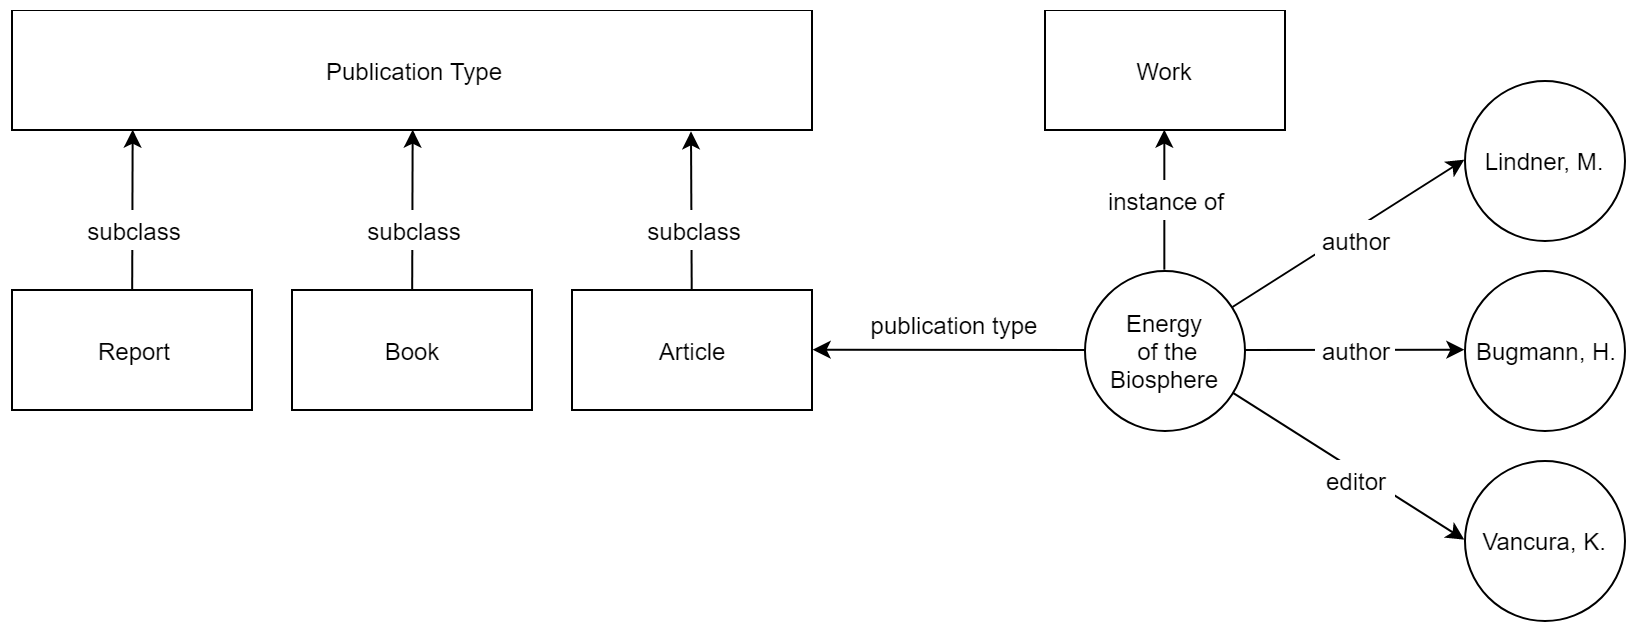 Publication Type
Work
Lindner, M.
instance of
subclass
subclass
subclass
author
Report
Book
Article
publication type
Energy
of the
Biosphere
author
Bugmann, H.
editor
Vancura, K.